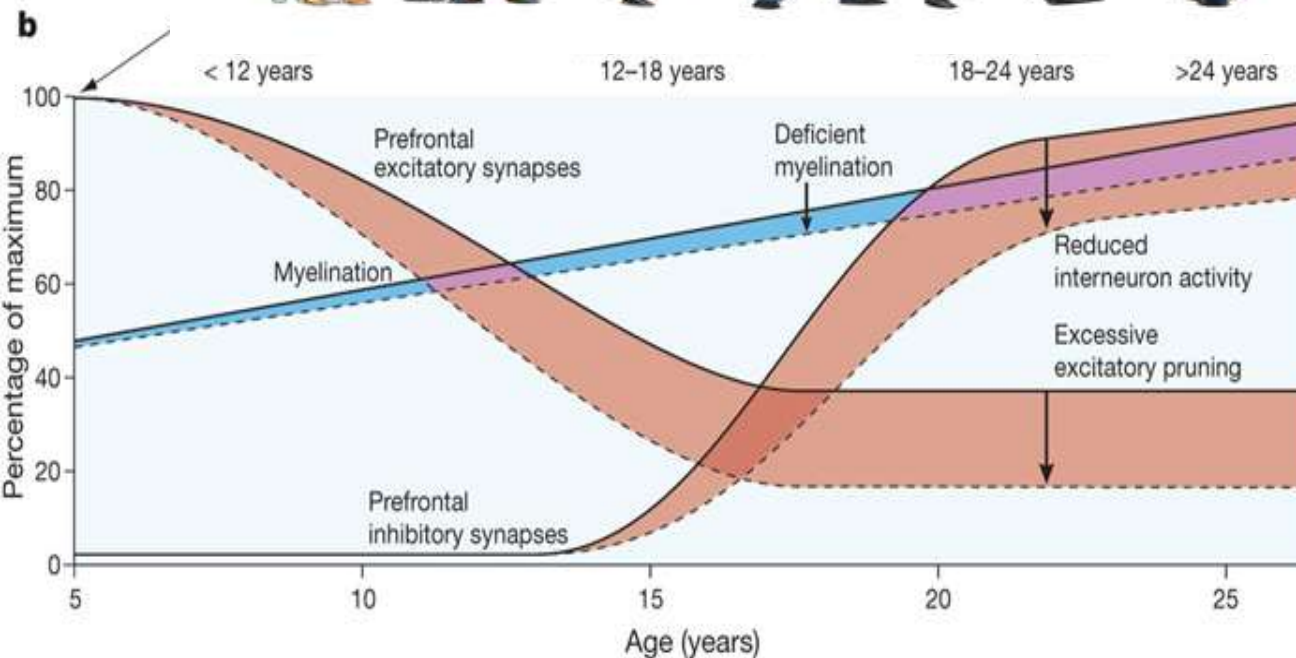 b
< 12 years
12–18 years
18–24 years
>24 years
100
80
60
40
20
0
Percentage of maximum
Prefrontal
excitatory synapses
Deficient
myelination
Myelination
Reduced
interneuron activity
Excessive
excitatory pruning
Prefrontal
inhibitory synapses
5
10
15
20
25
Age (years)